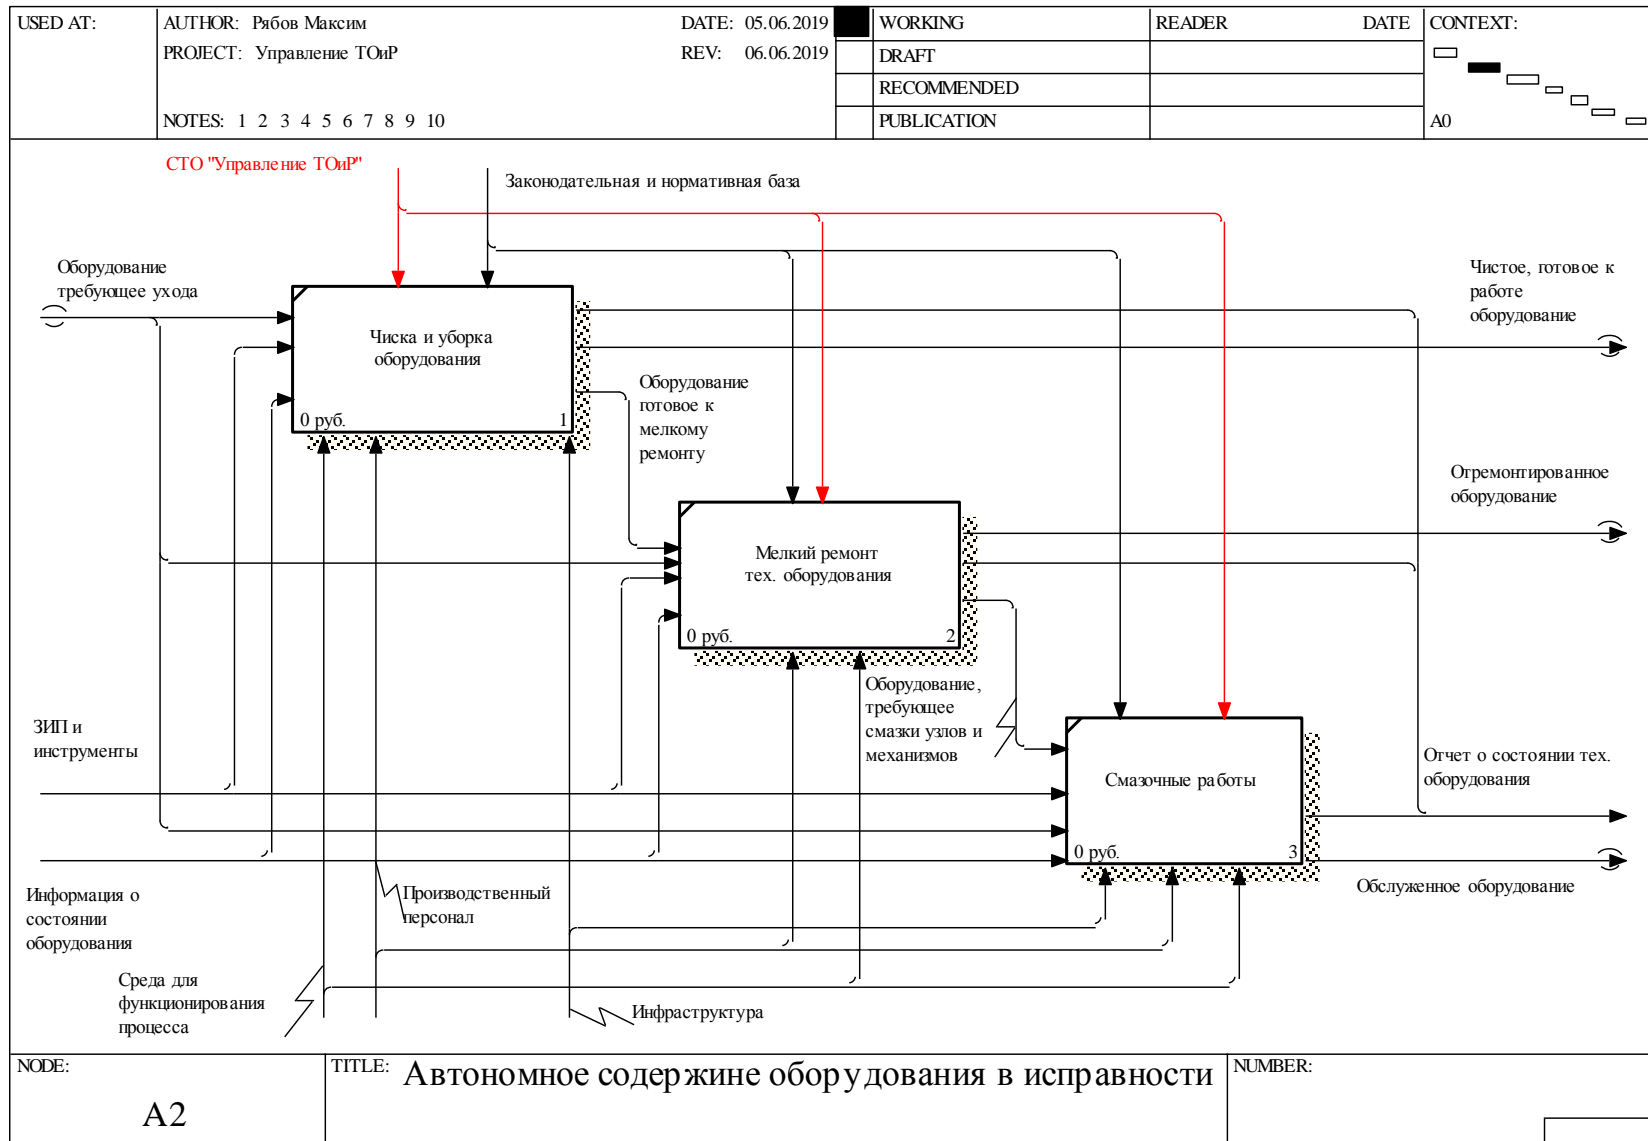 USED AT:
AUTHOR: Рябов Максим
DATE: 05.06.2019
PROJECT: Управление ТОиР
REV: 06.06.2019
NOTES: 1 2 3 4 5 6 7 8 9 10
WORKING
DRAFT
RECOMMENDED
PUBLICATION
READER
DATE
CONTEXT:
A0
СТО "Управление ТОиР"
Законодательная и нормативная база
Оборудование
требующее ухода
Чистое, готовое к
работе
оборудование
Чиска и уборка
оборудования
0 руб.
1
Оборудование
готовое к
мелкому
ремонту
Отремонтированное
оборудование
Мелкий ремонт
тех. оборудования
0 руб.
2
Оборудование,
требующее
смазки узлов и
механизмов
ЗИП и
инструменты
Смазочные работы
0 руб.
3
Отчет о состоянии тех.
оборудования
Обслуженное оборудование
Информация о
состоянии
оборудования
Производственный
персонал
Среда для
функционирования
процесса
Инфраструктура
NODE:
A2
TITLE:
Автономное содержине оборудования в исправности
NUMBER: